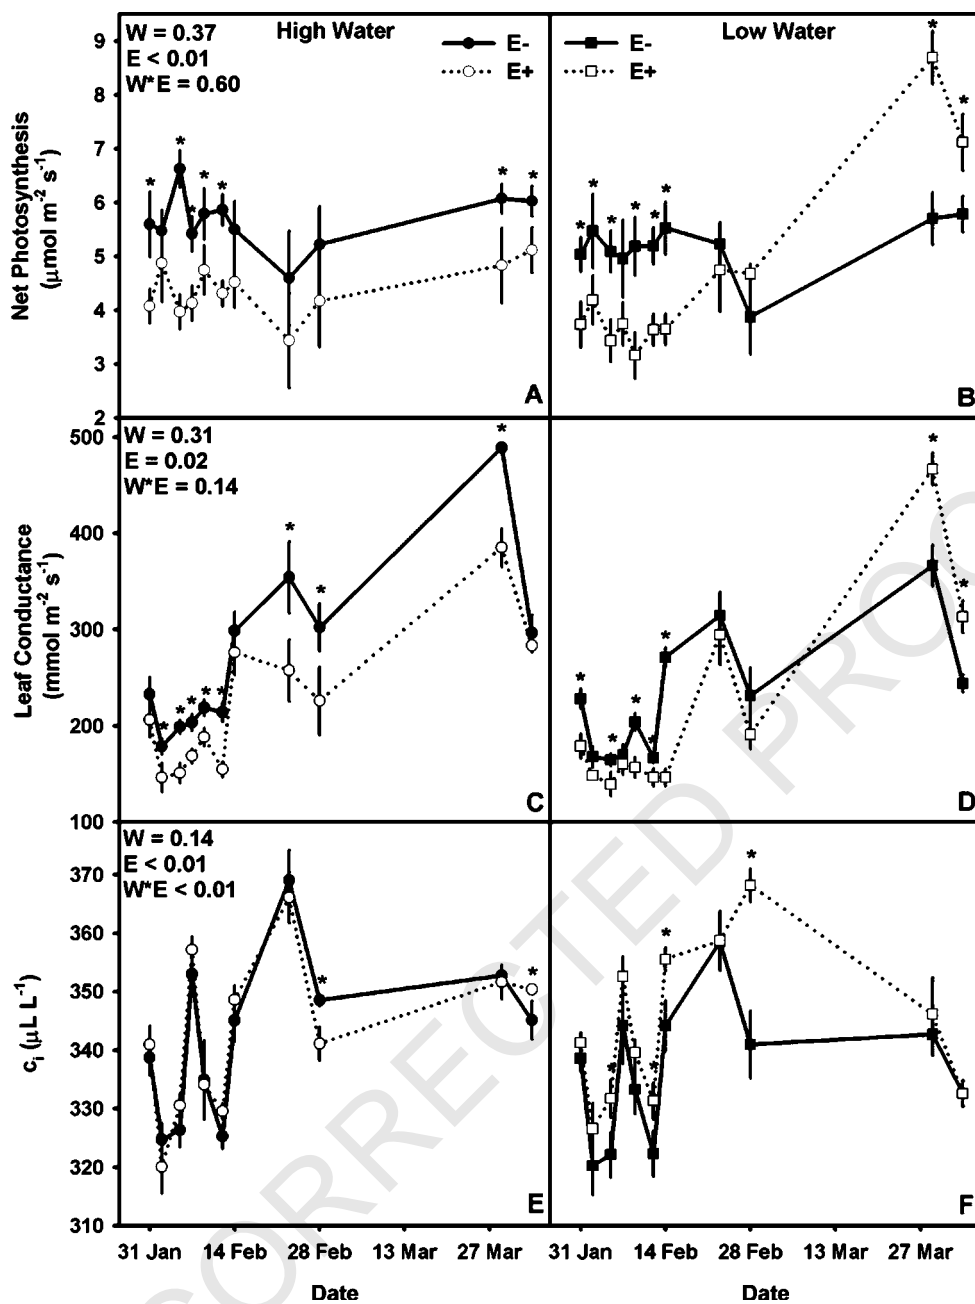 High Water
Low Water
W = 0.37
E < 0.01
W*E = 0.60
E-
E+
E-
E+
Net Photosynthesis
(μmol m⁻² s⁻¹)
9
8
7
6
5
4
3
2
* * * * * * * *
* * * * * * * *
A
B
W = 0.31
E = 0.02
W*E = 0.14
Leaf Conductance
(mmol m⁻² s⁻¹)
500
400
300
200
100
* * * * * * * *
* * * * * * *
C
D
W = 0.14
E < 0.01
W*E < 0.01
cᵢ (μL L⁻¹)
370
360
350
340
330
320
310
* *
* * * *
E
F
31 Jan 14 Feb 28 Feb 13 Mar 27 Mar
31 Jan 14 Feb 28 Feb 13 Mar 27 Mar
Date
Date
CORRECTED PROO